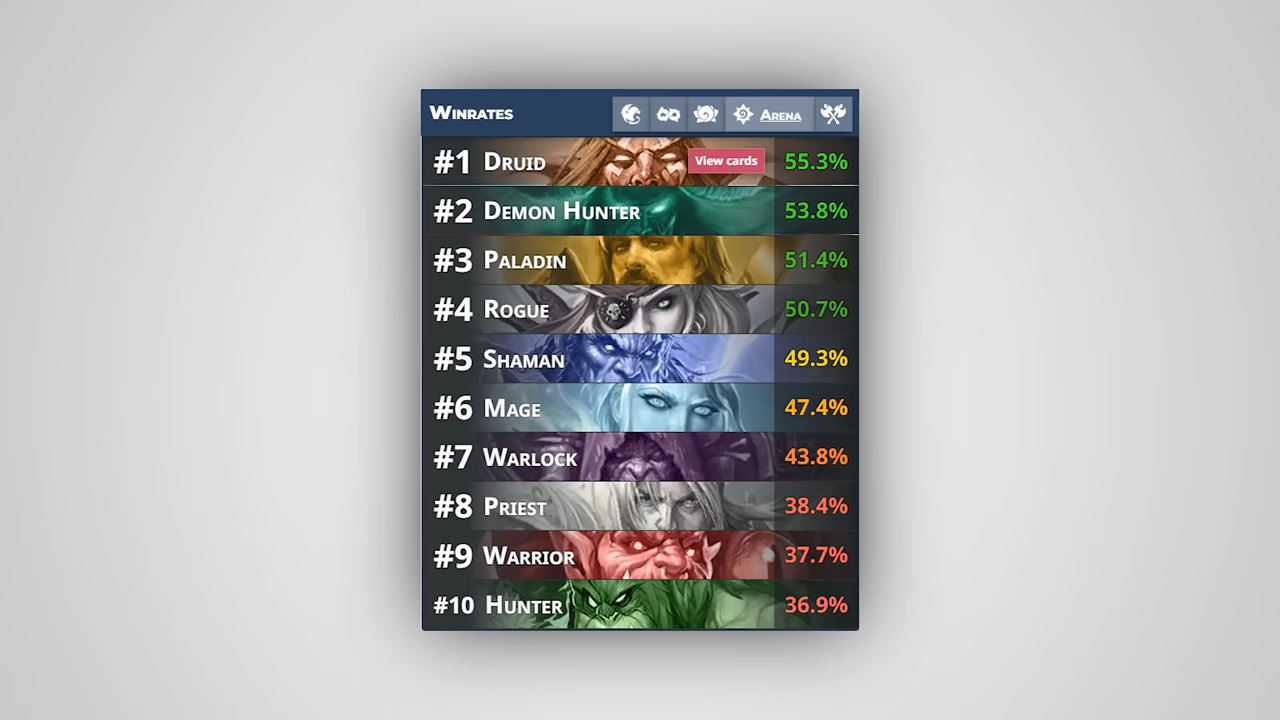 Winrates Arena
#1 Druid View cards 55.3%
#2 Demon Hunter 53.8%
#3 Paladin 51.4%
#4 Rogue 50.7%
#5 Shaman 49.3%
#6 Mage 47.4%
#7 Warlock 43.8%
#8 Priest 38.4%
#9 Warrior 37.7%
#10 Hunter 36.9%